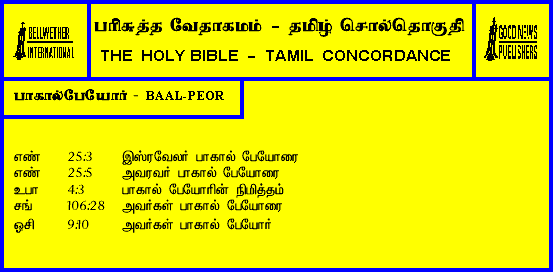 BELLWETHER
INTERNATIONAL
பரிசுத்த வேதாகமம் - தமிழ் சொல்தொகுதி
THE HOLY BIBLE - TAMIL CONCORDANCE
GOOD NEWS
PUBLISHERS
பாகால்பேயோர் - BAAL-PEOR
எண் 25:3 இஸ்ரவேலர் பாகால் பேயோரை
எண் 25:5 அவரவர் பாகால் பேயோரை
உபா 4:3 பாகால் பேயோரின் நிமித்தம்
சங் 106:28 அவர்கள் பாகால் பேயோரை
ஓசி 9:10 அவர்கள் பாகால் பேயோர்